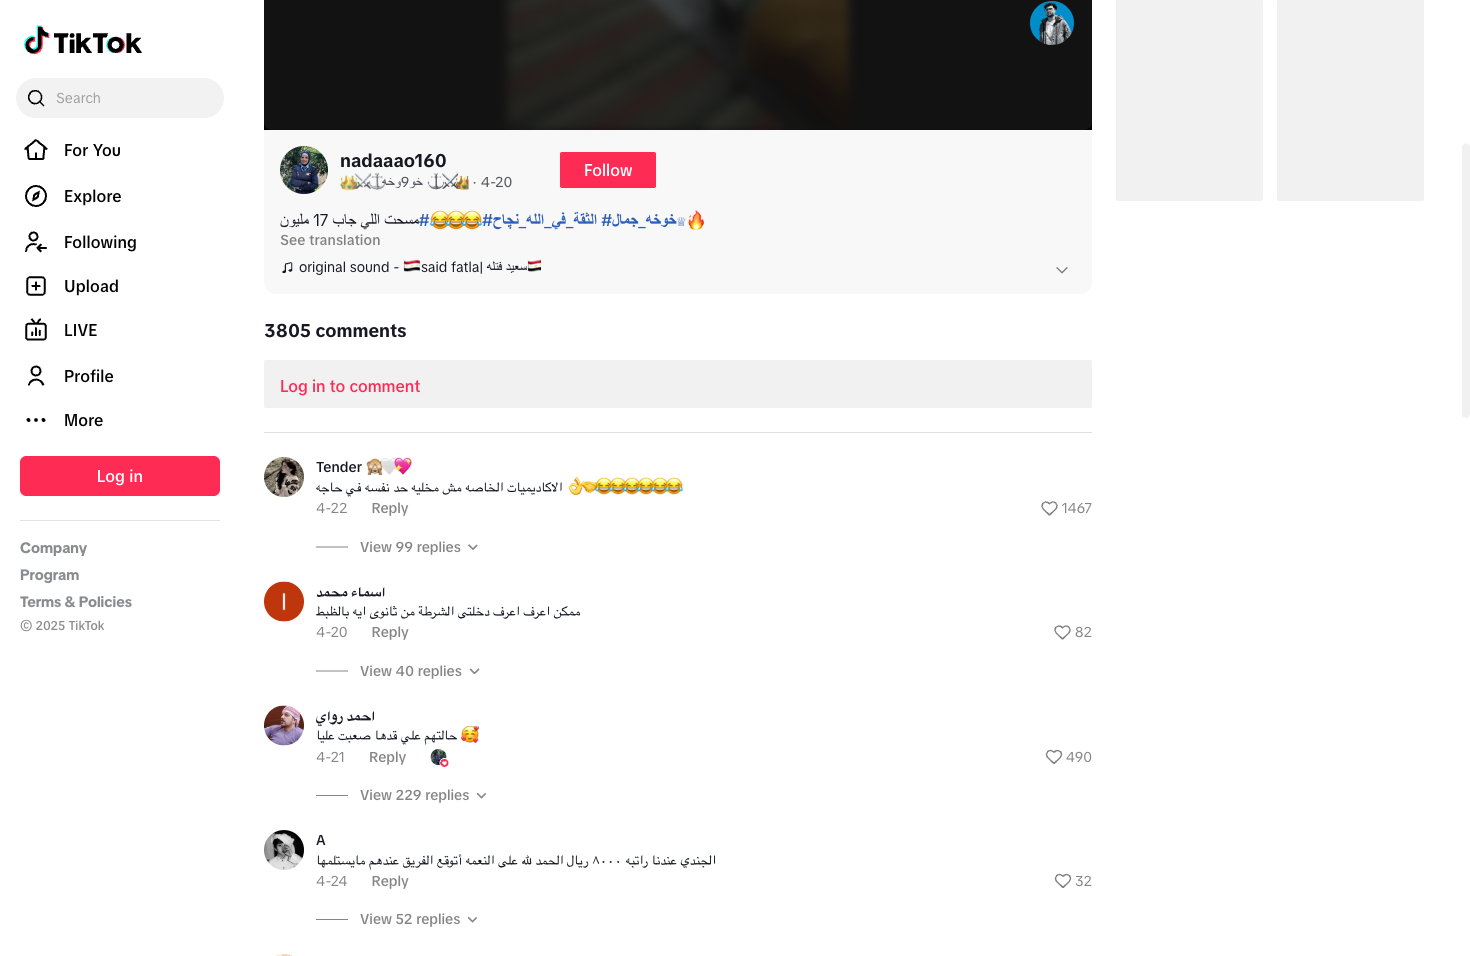 TikTok
Search
For You
Explore
Following
Upload
LIVE
Profile
More
Log in
Company
Program
Terms & Policies
© 2025 TikTok
nadaaao160
· 4-20
Follow
مسحت اللي جاب 17 مليون#😂😂😂#الثقة_في_الله_نجاح #خوخه_جمال♕🔥
See translation
original sound - 🇪🇬said fatla| سعيد فتله🇪🇬
3805 comments
Log in to comment
Tender 🙈🤍💖
الاكاديميات الخاصه مش مخليه حد نفسه في حاجه 👌🤝😂😂😂😂😂😂
4-22 Reply 1467
View 99 replies
اسماء محمد
ممكن اعرف اعرف دخلتى الشرطة من ثانوى ايه بالظبط
4-20 Reply 82
View 40 replies
احمد رواي
حالتهم علي قدها صعبت عليا 🥰
4-21 Reply 490
View 229 replies
A
الجندي عندنا راتبه ٨٠٠٠ ريال الحمد لله على النعمه أتوقع الفريق عندهم مايستلمها
4-24 Reply 32
View 52 replies